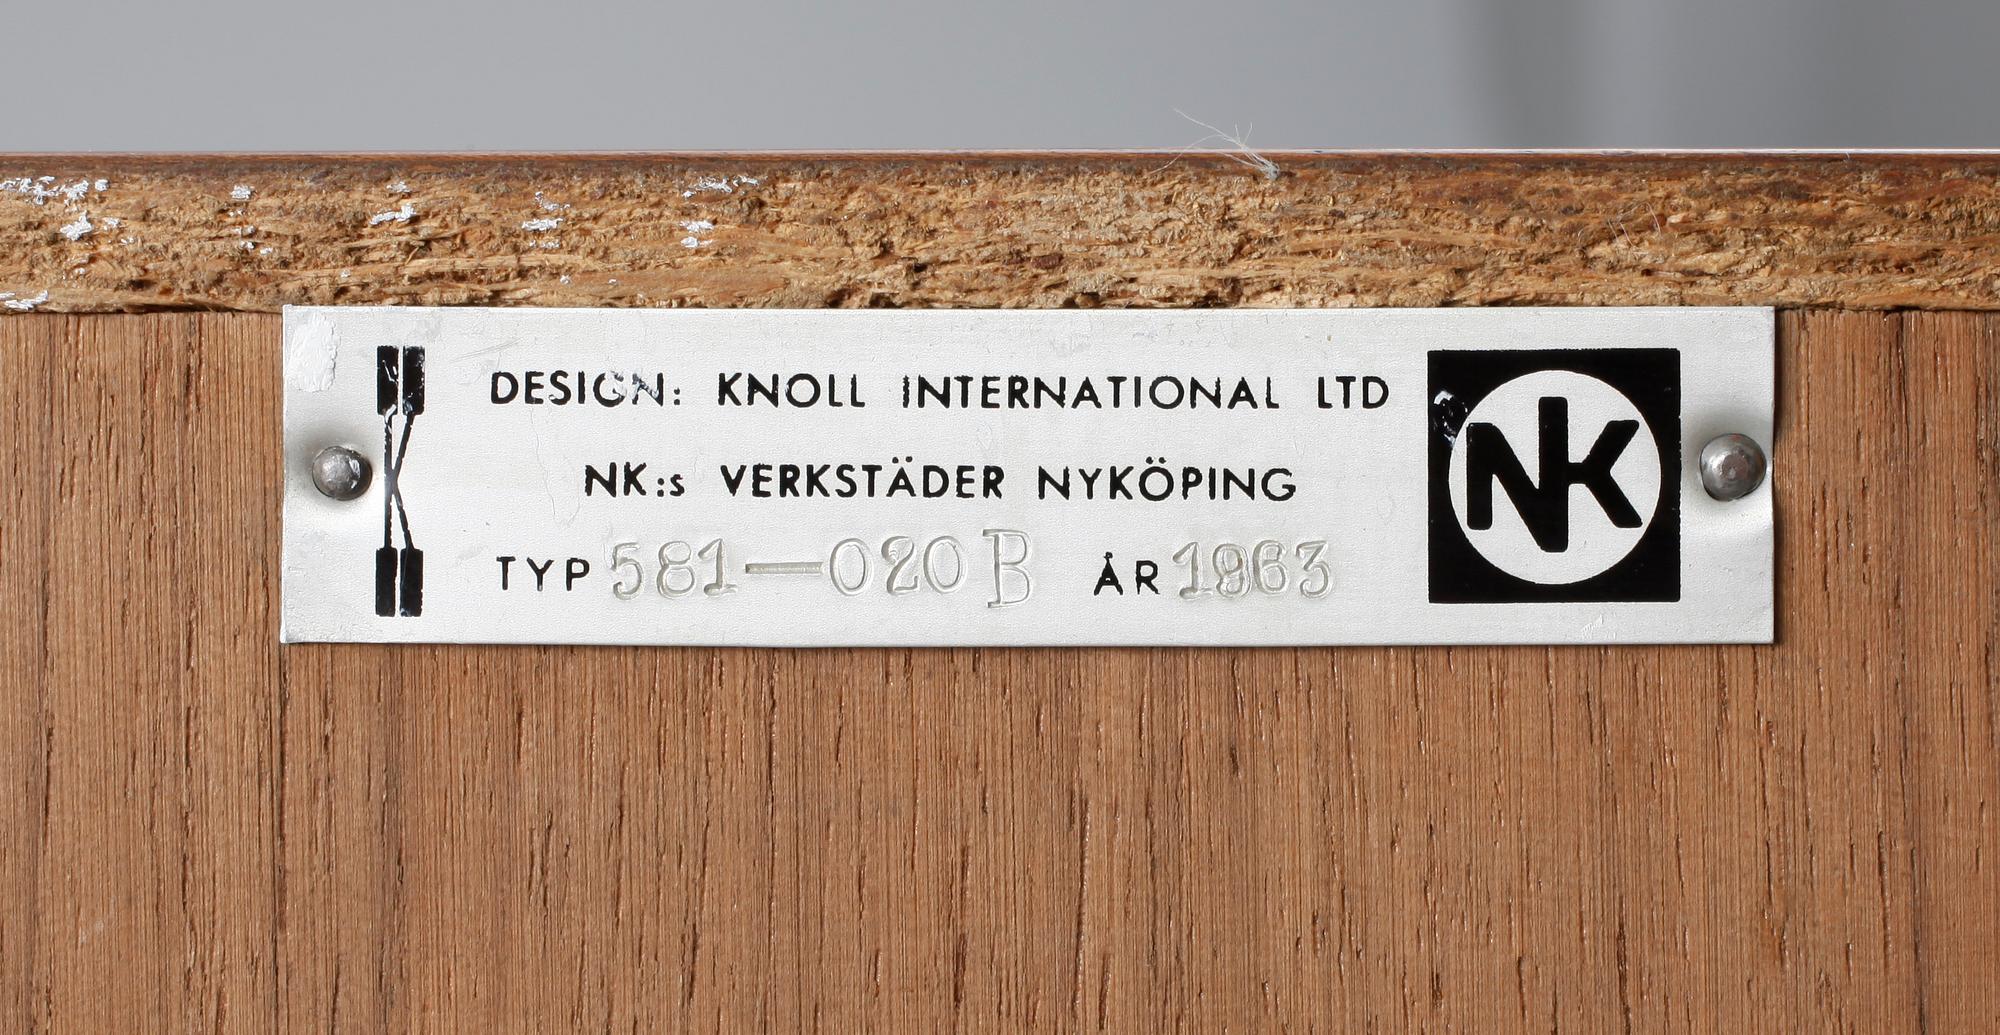 DESIGN: KNOLL INTERNATIONAL LTD
NK:s VERKSTÄDER NYKÖPING
TYP 581—020 B ÅR 1963
NK